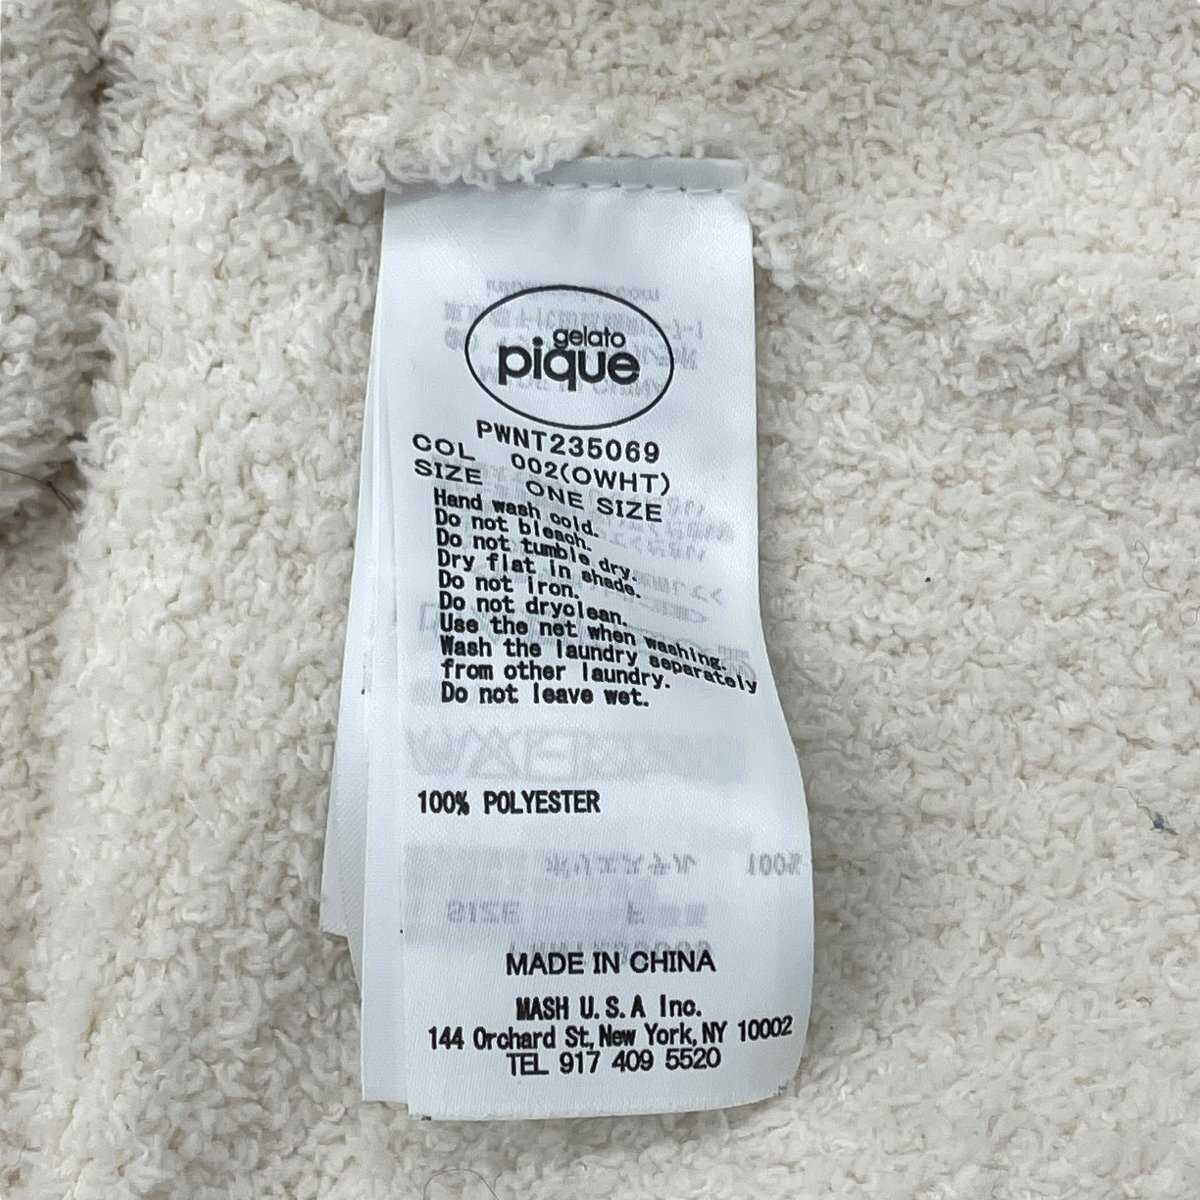 gelato
pique
PWNT235069
COL 002(OWHT)
SIZE ONE SIZE
Hand wash cold.
Do not bleach.
Do not tumble dry.
Dry flat in shade.
Do not iron.
Do not dryclean.
Use the net when washing.
Wash the laundry separately
from other laundry.
Do not leave wet.
100% POLYESTER
MADE IN CHINA
MASH U.S.A Inc.
144 Orchard St, New York, NY 10002
TEL 917 409 5520